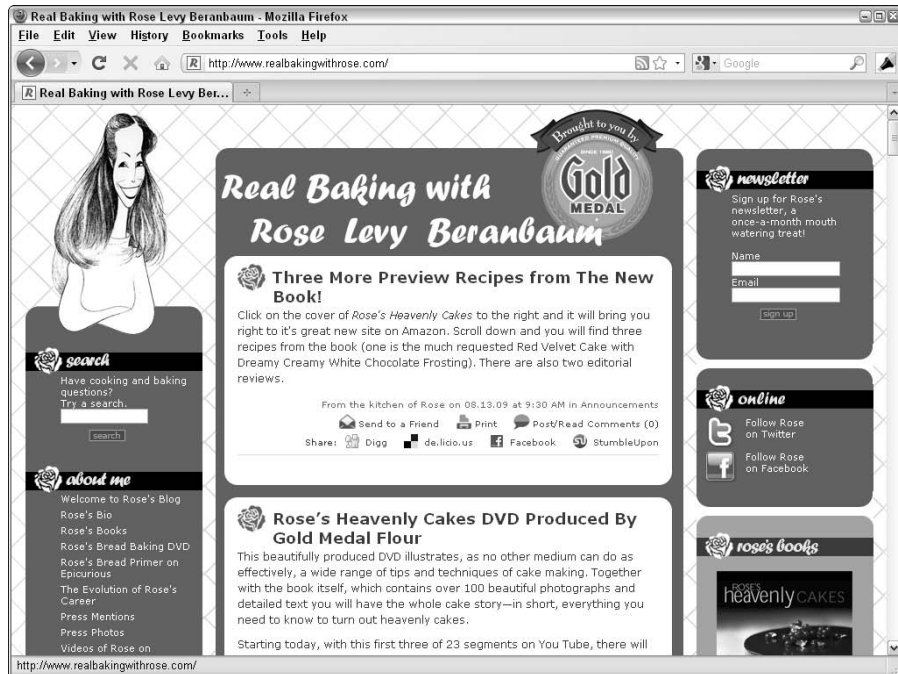 Real Baking with Rose Levy Beranbaum - Mozilla Firefox
File Edit View History Bookmarks Tools Help
http://www.realbakingwithrose.com/
Google
Real Baking with Rose Levy Ber...
Brought to you by
GUARANTEED PREMIUM QUALITY
SINCE 1880
Gold
MEDAL
Real Baking with
Rose Levy Beranbaum
search
Have cooking and baking
questions?
Try a search.
search
about me
Welcome to Rose's Blog
Rose's Bio
Rose's Books
Rose's Bread Baking DVD
Rose's Bread Primer on
Epicurious
The Evolution of Rose's
Career
Press Mentions
Press Photos
Videos of Rose on
Three More Preview Recipes from The New
Book!
Click on the cover of Rose's Heavenly Cakes to the right and it will bring you
right to it's great new site on Amazon. Scroll down and you will find three
recipes from the book (one is the much requested Red Velvet Cake with
Dreamy Creamy White Chocolate Frosting). There are also two editorial
reviews.
From the kitchen of Rose on 08.13.09 at 9:30 AM in Announcements
Send to a Friend Print Post/Read Comments (0)
Share: Digg de.licio.us Facebook StumbleUpon
Rose's Heavenly Cakes DVD Produced By
Gold Medal Flour
This beautifully produced DVD illustrates, as no other medium can do as
effectively, a wide range of tips and techniques of cake making. Together
with the book itself, which contains over 100 beautiful photographs and
detailed text you will have the whole cake story—in short, everything you
need to know to turn out heavenly cakes.
Starting today, with this first three of 23 segments on You Tube, there will
newsletter
Sign up for Rose's
newsletter, a
once-a-month mouth
watering treat!
Name
Email
sign up
online
Follow Rose
on Twitter
Follow Rose
on Facebook
rose's books
ROSE'S
heavenly CAKES
http://www.realbakingwithrose.com/